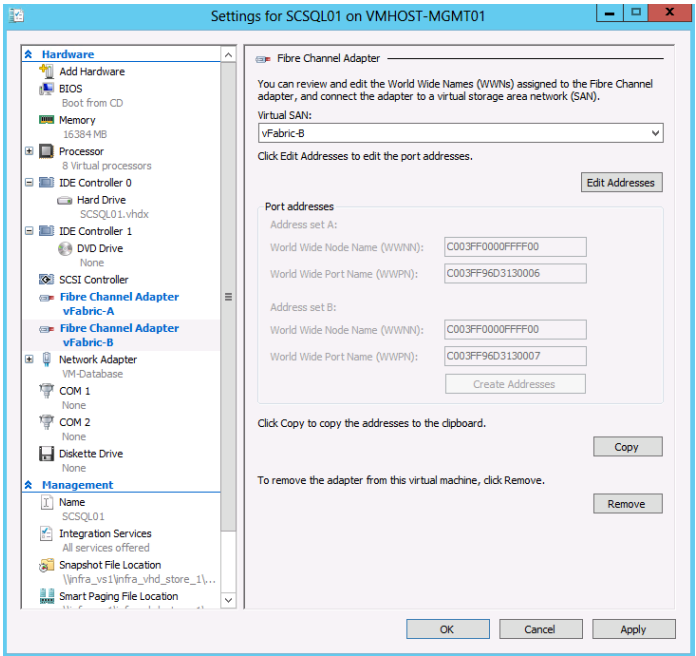 Settings for SCSQL01 on VMHOST-MGMT01
Hardware
Add Hardware
BIOS
Boot from CD
Memory
16384 MB
Processor
8 Virtual processors
IDE Controller 0
Hard Drive
SCSQL01.vhdx
IDE Controller 1
DVD Drive
None
SCSI Controller
Fibre Channel Adapter
vFabric-A
Fibre Channel Adapter
vFabric-B
Network Adapter
VM-Database
COM 1
None
COM 2
None
Diskette Drive
None
Management
Name
SCSQL01
Integration Services
All services offered
Snapshot File Location
\\infra_vs1\infra_vhd_store_1\...
Smart Paging File Location
Fibre Channel Adapter
You can review and edit the World Wide Names (WWNs) assigned to the Fibre Channel
adapter, and connect the adapter to a virtual storage area network (SAN).
Virtual SAN:
vFabric-B
Click Edit Addresses to edit the port addresses.
Edit Addresses
Port addresses
Address set A:
World Wide Node Name (WWNN): C003FF0000FFFF00
World Wide Port Name (WWPN): C003FF96D3130006
Address set B:
World Wide Node Name (WWNN): C003FF0000FFFF00
World Wide Port Name (WWPN): C003FF96D3130007
Create Addresses
Click Copy to copy the addresses to the clipboard.
Copy
To remove the adapter from this virtual machine, click Remove.
Remove
OK Cancel Apply